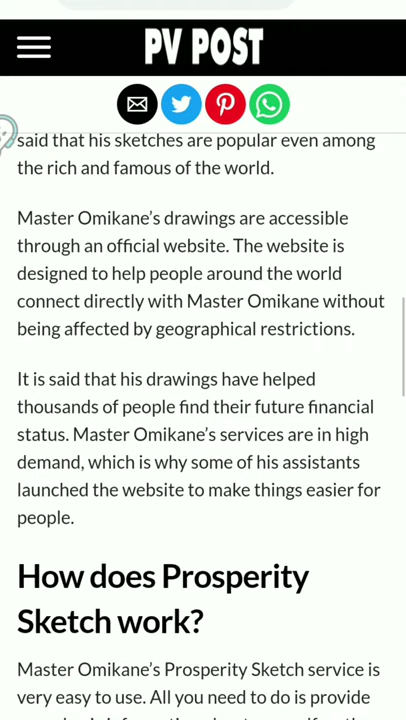 PV POST
said that his sketches are popular even among
the rich and famous of the world.
Master Omikane's drawings are accessible
through an official website. The website is
designed to help people around the world
connect directly with Master Omikane without
being affected by geographical restrictions.
It is said that his drawings have helped
thousands of people find their future financial
status. Master Omikane's services are in high
demand, which is why some of his assistants
launched the website to make things easier for
people.
How does Prosperity
Sketch work?
Master Omikane's Prosperity Sketch service is
very easy to use. All you need to do is provide